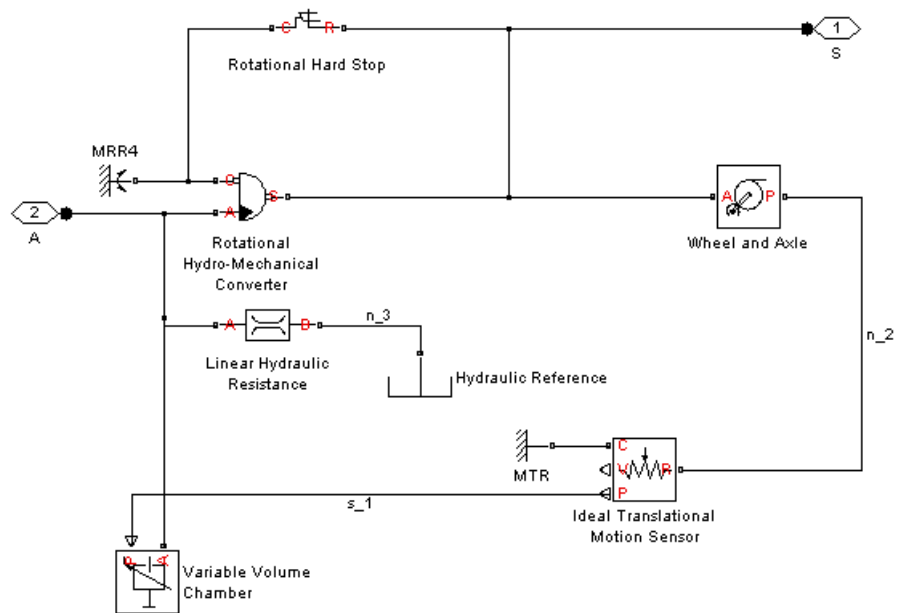 C R
1
S
Rotational Hard Stop
MRR4
C
S
A
2
A
Rotational
Hydro-Mechanical
Converter
A P
Wheel and Axle
A B
n_3
Linear Hydraulic
Resistance
Hydraulic Reference
n_2
C
V R
P
MTR
s_1
Ideal Translational
Motion Sensor
P A
Variable Volume
Chamber